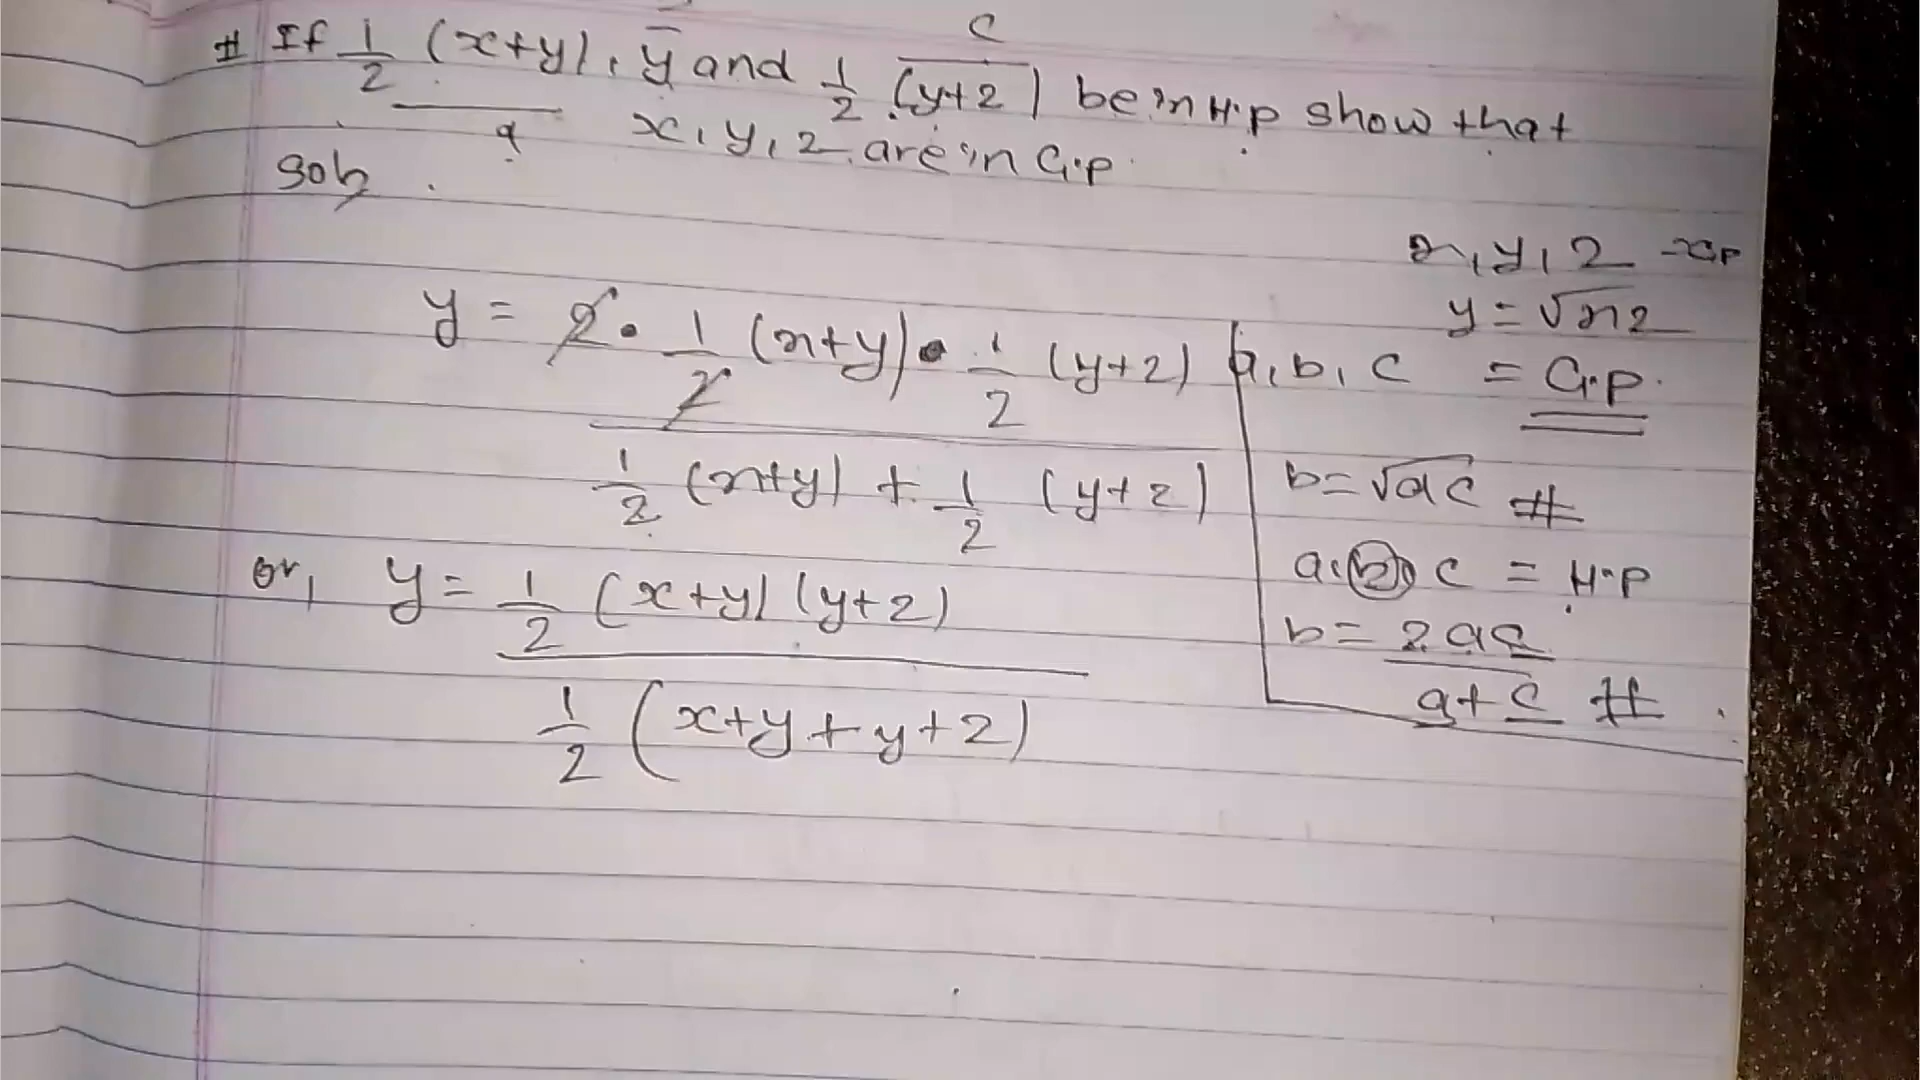 c
# If 1/2 (x+y), y and 1/2 (y+z) be in H.P show that
a
x, y, z are in G.P.
Soln
x, y, z - GP
y = √xz
y = 2 • 1/2 (x+y) • 1/2 (y+z)
1/2 (x+y) + 1/2 (y+z)
a, b, c = G.P.
b = √ac #
a, b, c = H.P
b = 2ac
a+c #
or, y = 1/2 (x+y) (y+z)
1/2 (x+y+y+z)